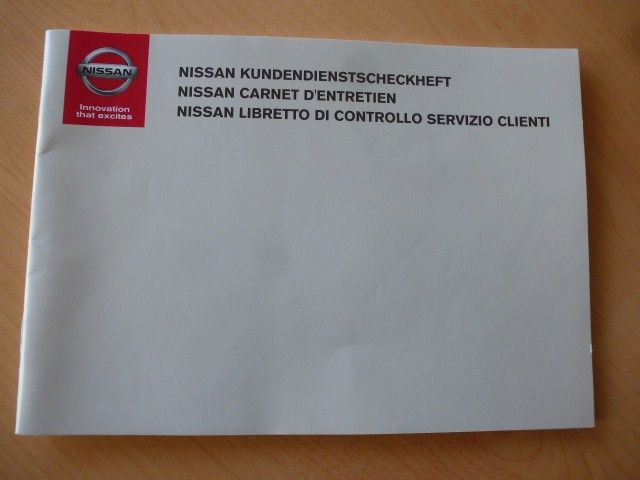 NISSAN
Innovation
that excites
NISSAN KUNDENDIENSTSCHECKHEFT
NISSAN CARNET D'ENTRETIEN
NISSAN LIBRETTO DI CONTROLLO SERVIZIO CLIENTI